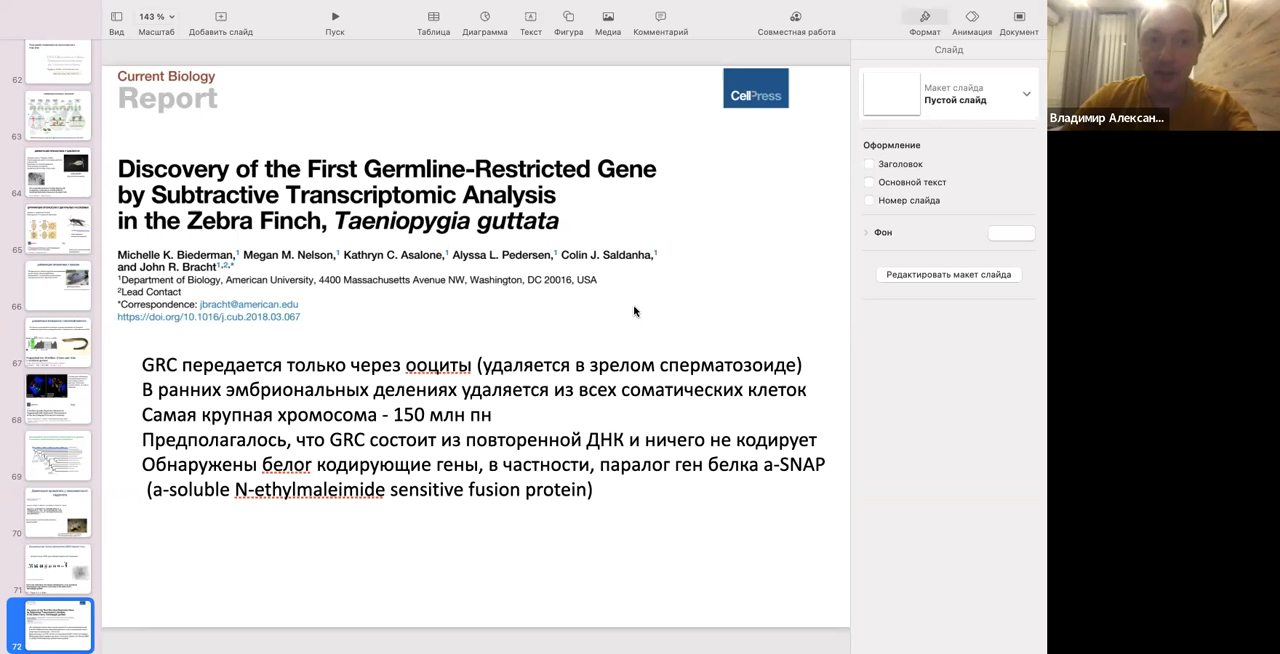 143 %
Вид
Масштаб
Добавить слайд
Пуск
Таблица
Диаграмма
Текст
Фигура
Медиа
Комментарий
Совместная работа
Формат
Анимация
Документ
62
63
64
65
66
67
68
69
70
71
72
Current Biology
Report
CellPress
Discovery of the First Germline-Restricted Gene
by Subtractive Transcriptomic Analysis
in the Zebra Finch, Taeniopygia guttata
Michelle K. Biederman,1 Megan M. Nelson,1 Kathryn C. Asalone,1 Alyssa L. Pedersen,1 Colin J. Saldanha,1
and John R. Bracht1,2,*
1Department of Biology, American University, 4400 Massachusetts Avenue NW, Washington, DC 20016, USA
2Lead Contact
*Correspondence: jbracht@american.edu
https://doi.org/10.1016/j.cub.2018.03.067
GRC передается только через ооциты (удаляется в зрелом сперматозоиде)
В ранних эмбриональных делениях удаляется из всех соматических клеток
Самая крупная хромосома - 150 млн пн
Предполагалось, что GRC состоит из повторенной ДНК и ничего не кодирует
Обнаружены белог кодирующие гены, в частности, паралог ген белка a-SNAP
(a-soluble N-ethylmaleimide sensitive fusion protein)
Слайд
Макет слайда
Пустой слайд
Оформление
Заголовок
Основной текст
Номер слайда
Фон
Редактировать макет слайда
Владимир Алексан...